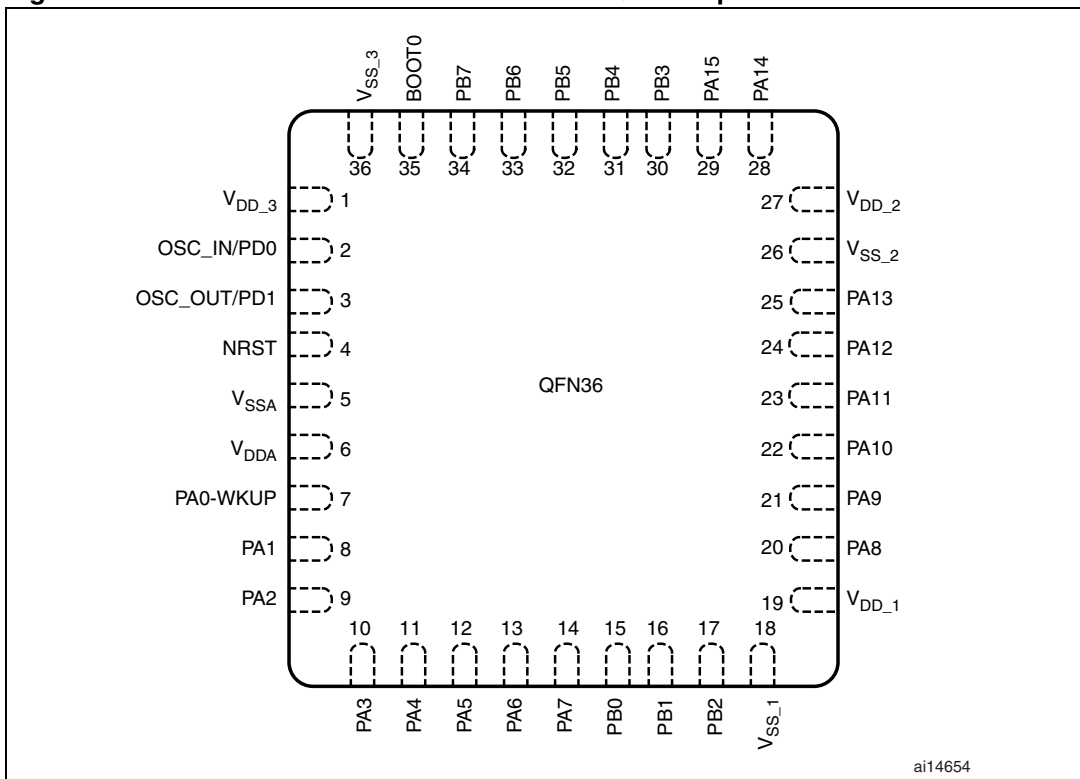 V_SS_3
BOOT0
PB7
PB6
PB5
PB4
PB3
PA15
PA14
36 35 34 33 32 31 30 29 28
V_DD_3 1
OSC_IN/PD0 2
OSC_OUT/PD1 3
NRST 4
V_SSA 5
V_DDA 6
PA0-WKUP 7
PA1 8
PA2 9
QFN36
27 V_DD_2
26 V_SS_2
25 PA13
24 PA12
23 PA11
22 PA10
21 PA9
20 PA8
19 V_DD_1
10 11 12 13 14 15 16 17 18
PA3
PA4
PA5
PA6
PA7
PB0
PB1
PB2
V_SS_1
ai14654